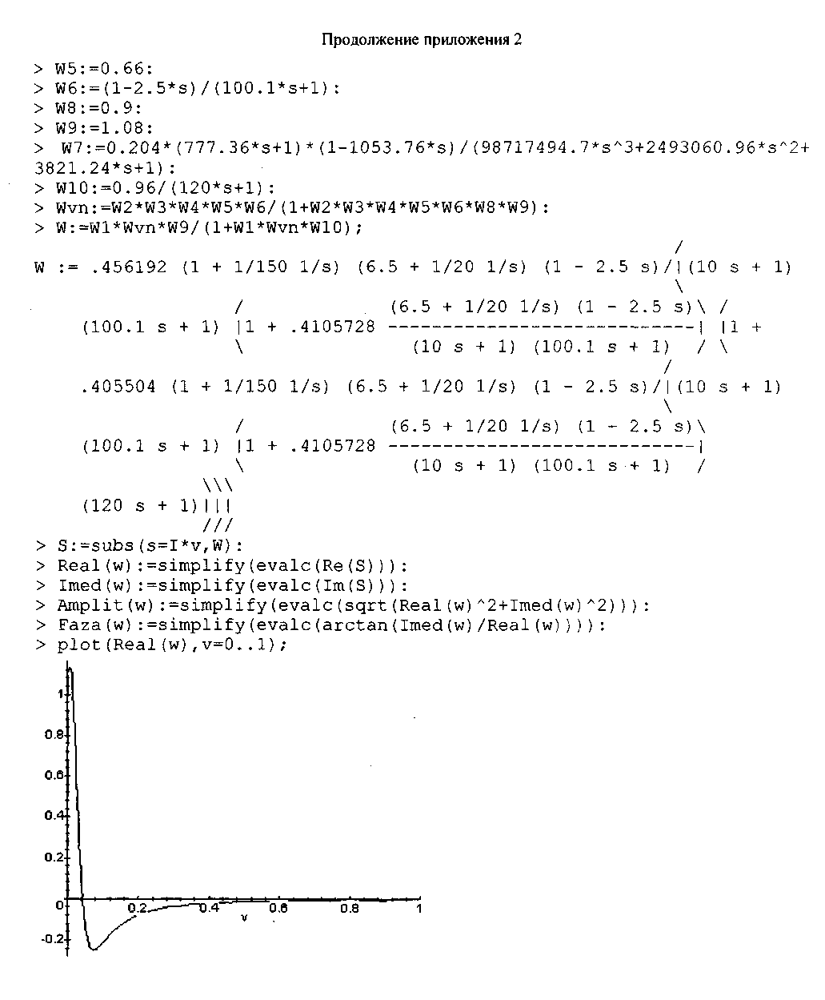 Продолжение приложения 2
> W5:=0.66:
> W6:=(1-2.5*s)/(100.1*s+1):
> W8:=0.9:
> W9:=1.08:
>  W7:=0.204*(777.36*s+1)*(1-1053.76*s)/(98717494.7*s^3+2493060.96*s^2+
3821.24*s+1):
> W10:=0.96/(120*s+1):
> Wvn:=W2*W3*W4*W5*W6/(1+W2*W3*W4*W5*W6*W8*W9):
> W:=W1*Wvn*W9/(1+W1*Wvn*W10);
/
W := .456192 (1 + 1/150 1/s) (6.5 + 1/20 1/s) (1 - 2.5 s)/|(10 s + 1)
\
/ (6.5 + 1/20 1/s) (1 - 2.5 s)\ /
(100.1 s + 1) |1 + .4105728 ----------------------------| |1 +
\ (10 s + 1) (100.1 s + 1) / \
/
.405504 (1 + 1/150 1/s) (6.5 + 1/20 1/s) (1 - 2.5 s)/|(10 s + 1)
\
/ (6.5 + 1/20 1/s) (1 - 2.5 s)\
(100.1 s + 1) |1 + .4105728 ----------------------------|
\ (10 s + 1) (100.1 s + 1) /
\\\
(120 s + 1)|||
///
> S:=subs(s=I*v,W):
> Real(w):=simplify(evalc(Re(S))):
> Imed(w):=simplify(evalc(Im(S))):
> Amplit(w):=simplify(evalc(sqrt(Real(w)^2+Imed(w)^2))):
> Faza(w):=simplify(evalc(arctan(Imed(w)/Real(w)))):
> plot(Real(w),v=0..1);
1
0.8
0.6
0.4
0.2
0 0.2 0.4 0.6 0.8 1
v
-0.2